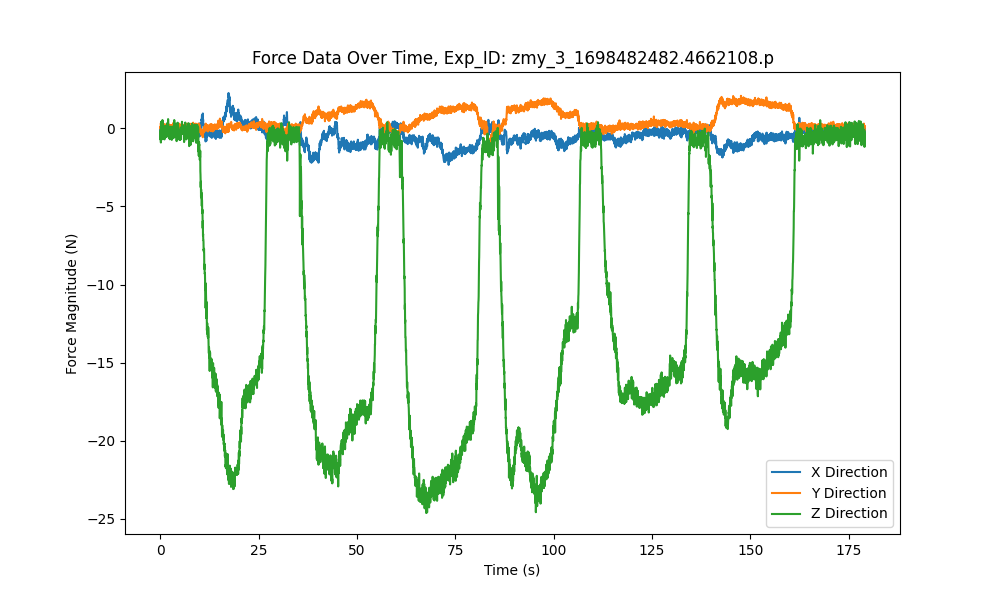 Force Data Over Time, Exp_ID: zmy_3_1698482482.4662108.p
Force Magnitude (N)
0
−5
−10
−15
−20
−25
0 25 50 75 100 125 150 175
Time (s)
X Direction
Y Direction
Z Direction